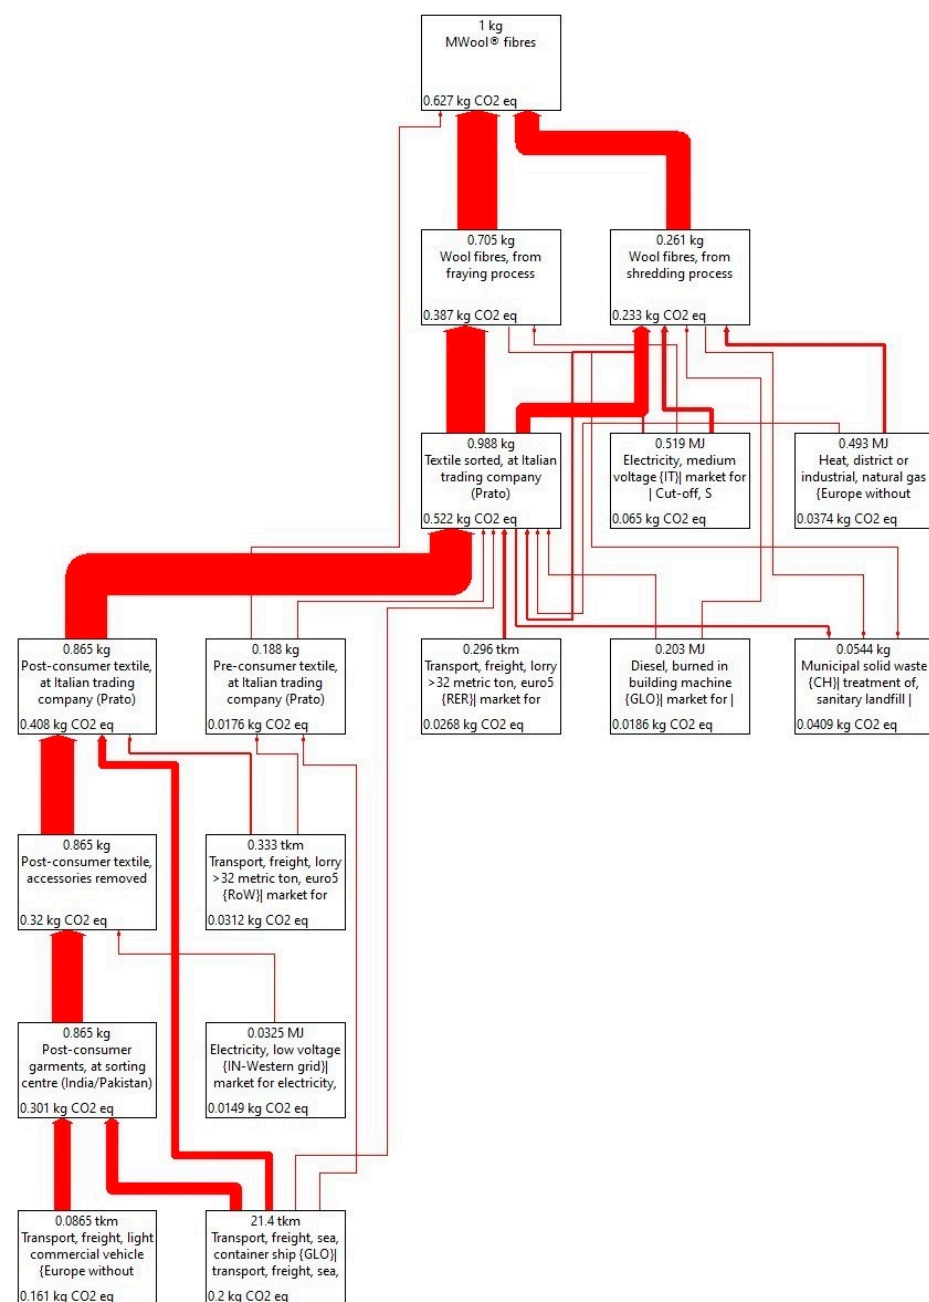 1 kg
MWool® fibres
0.627 kg CO2 eq
0.705 kg
Wool fibres, from
fraying process
0.387 kg CO2 eq
0.261 kg
Wool fibres, from
shredding process
0.233 kg CO2 eq
0.988 kg
Textile sorted, at Italian
trading company
(Prato)
0.522 kg CO2 eq
0.519 MJ
Electricity, medium
voltage {IT}| market for
| Cut-off, S
0.065 kg CO2 eq
0.493 MJ
Heat, district or
industrial, natural gas
{Europe without
0.0374 kg CO2 eq
0.865 kg
Post-consumer textile,
at Italian trading
company (Prato)
0.408 kg CO2 eq
0.188 kg
Pre-consumer textile,
at Italian trading
company (Prato)
0.0176 kg CO2 eq
0.296 tkm
Transport, freight, lorry
>32 metric ton, euro5
{RER}| market for
0.0268 kg CO2 eq
0.203 MJ
Diesel, burned in
building machine
{GLO}| market for |
0.0186 kg CO2 eq
0.0544 kg
Municipal solid waste
{CH}| treatment of,
sanitary landfill |
0.0409 kg CO2 eq
0.865 kg
Post-consumer textile,
accessories removed
0.32 kg CO2 eq
0.333 tkm
Transport, freight, lorry
>32 metric ton, euro5
{RoW}| market for
0.0312 kg CO2 eq
0.865 kg
Post-consumer
garments, at sorting
centre (India/Pakistan)
0.301 kg CO2 eq
0.0325 MJ
Electricity, low voltage
{IN-Western grid}|
market for electricity,
0.0149 kg CO2 eq
0.0865 tkm
Transport, freight, light
commercial vehicle
{Europe without
0.161 kg CO2 eq
21.4 tkm
Transport, freight, sea,
container ship {GLO}|
transport, freight, sea,
0.2 kg CO2 eq